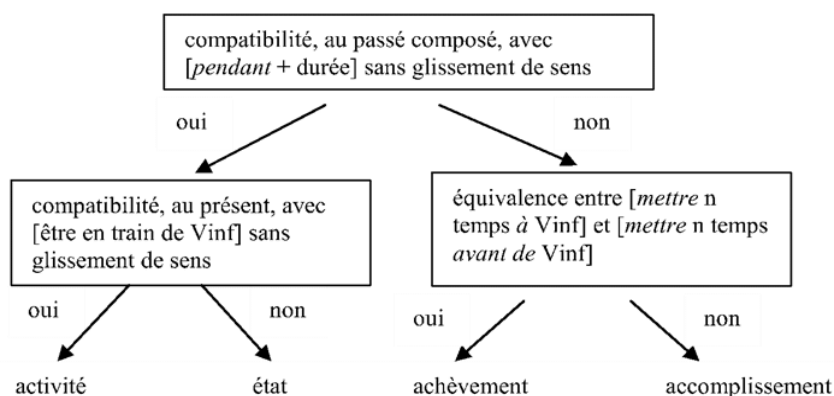 compatibilité, au passé composé, avec
[pendant + durée] sans glissement de sens
oui
non
compatibilité, au présent, avec
[être en train de Vinf] sans
glissement de sens
équivalence entre [mettre n
temps à Vinf] et [mettre n temps
avant de Vinf]
oui
non
oui
non
activité
état
achèvement
accomplissement